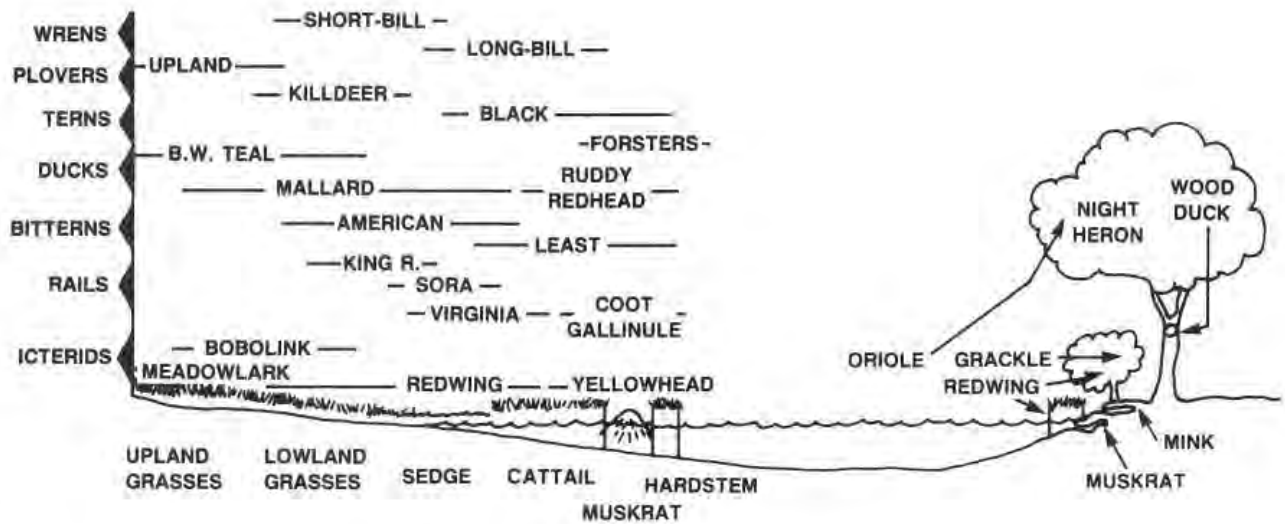 WRENS
SHORT-BILL
LONG-BILL
PLOVERS
UPLAND
KILLDEER
TERNS
BLACK
FORSTERS
DUCKS
B.W. TEAL
MALLARD
RUDDY
REDHEAD
BITTERNS
AMERICAN
LEAST
RAILS
KING R.
SORA
VIRGINIA
COOT
GALLINULE
ICTERIDS
BOBOLINK
MEADOWLARK
REDWING
YELLOWHEAD
UPLAND
GRASSES
LOWLAND
GRASSES
SEDGE
CATTAIL
MUSKRAT
HARDSTEM
NIGHT
HERON
WOOD
DUCK
ORIOLE
GRACKLE
REDWING
MINK
MUSKRAT